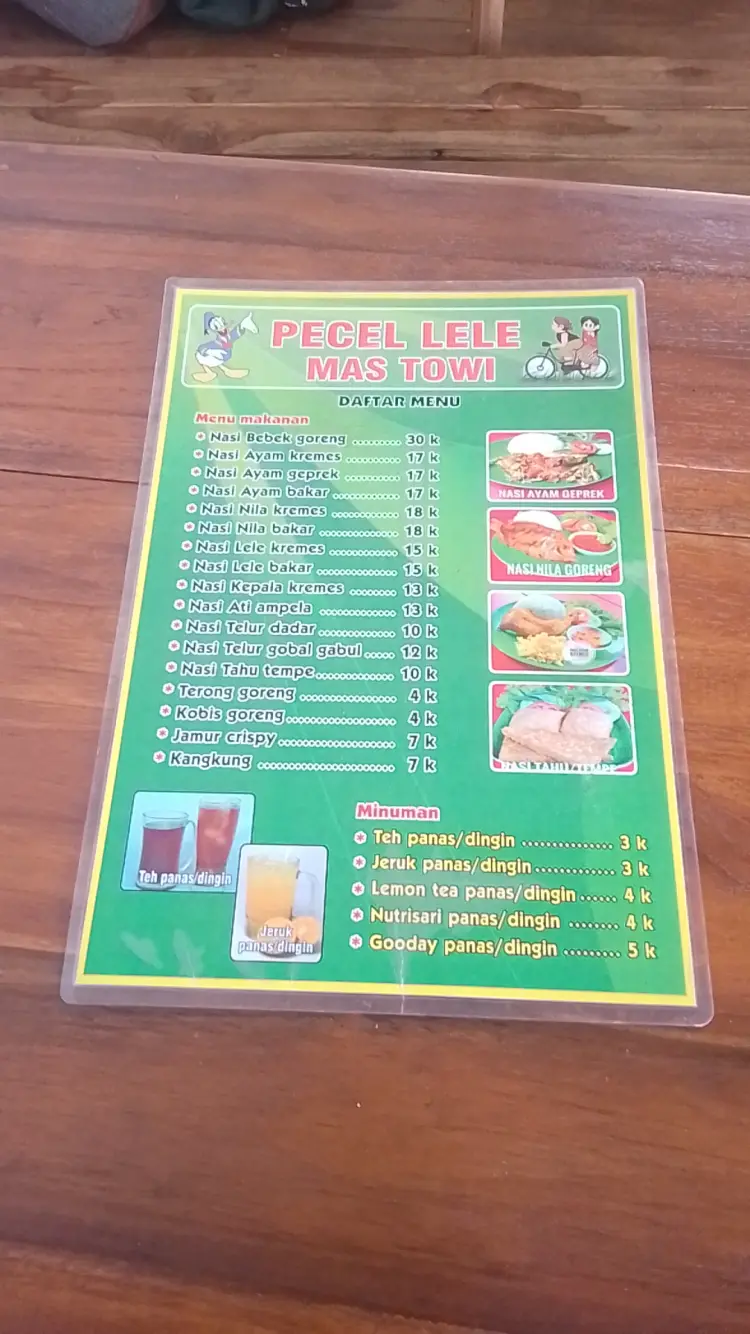 PECEL LELE
MAS TOWI
DAFTAR MENU
Menu makanan
* Nasi Bebek goreng ......... 30 k
* Nasi Ayam kremes .......... 17 k
* Nasi Ayam geprek .......... 17 k
* Nasi Ayam bakar ............ 17 k
* Nasi Nila kremes ............ 18 k
* Nasi Nila bakar .............. 18 k
* Nasi Lele kremes ............ 15 k
* Nasi Lele bakar .............. 15 k
* Nasi Kepala kremes ........ 13 k
* Nasi Ati ampela ............. 13 k
* Nasi Telur dadar ............. 10 k
* Nasi Telur gobal gabul ..... 12 k
* Nasi Tahu tempe ............. 10 k
* Terong goreng ................ 4 k
* Kobis goreng .................. 4 k
* Jamur crispy .................. 7 k
* Kangkung ...................... 7 k
NASI AYAM GEPREK
NASI NILA GORENG
NASI TAHU/TEMPE
Teh panas/dingin
Jeruk
panas/dingin
Minuman
* Teh panas/dingin ............... 3 k
* Jeruk panas/dingin ............. 3 k
* Lemon tea panas/dingin ...... 4 k
* Nutrisari panas/dingin ........ 4 k
* Gooday panas/dingin ......... 5 k